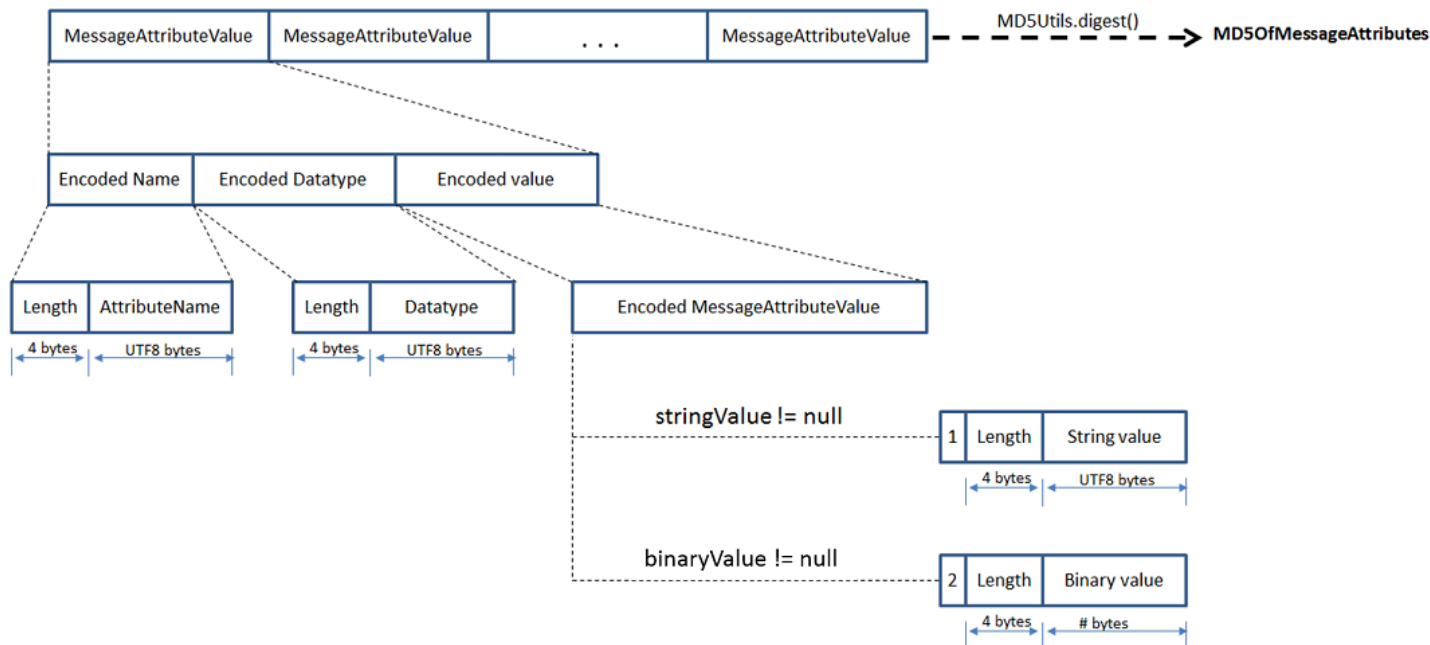 MessageAttributeValue MessageAttributeValue . . . MessageAttributeValue MD5Utils.digest() MD5OfMessageAttributes
Encoded Name Encoded Datatype Encoded value
Length AttributeName Length Datatype Encoded MessageAttributeValue
4 bytes UTF8 bytes 4 bytes UTF8 bytes
stringValue != null 1 Length String value
4 bytes UTF8 bytes
binaryValue != null 2 Length Binary value
4 bytes # bytes